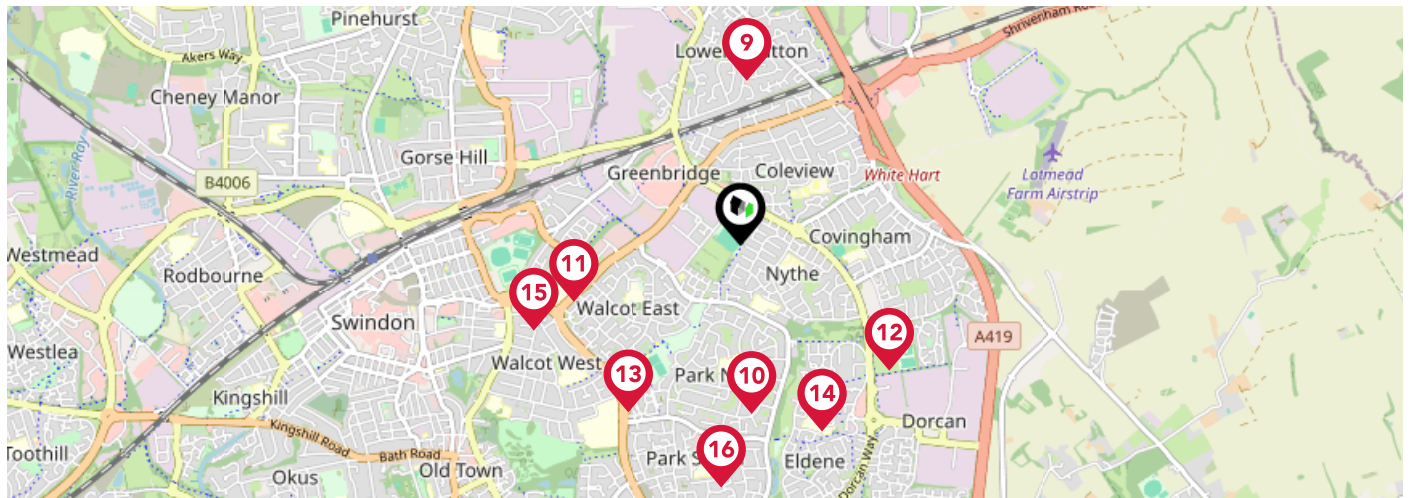 Pinehurst
Lower Stratton
9
Shrivenham Ro
Akers Way
Cheney Manor
River Ray
Gorse Hill
Greenbridge
Coleview
White Hart
Lotmead
Farm Airstrip
B4006
Westmead
Rodbourne
Covingham
Nythe
11
15
Walcot East
Swindon
12
A419
Westlea
Walcot West
13
Park N
10
14
Kingshill
Dorcan
Kingshill Road
Bath Road
Toothill
Okus
Old Town
Park S
16
Eldene
Dorcan Way